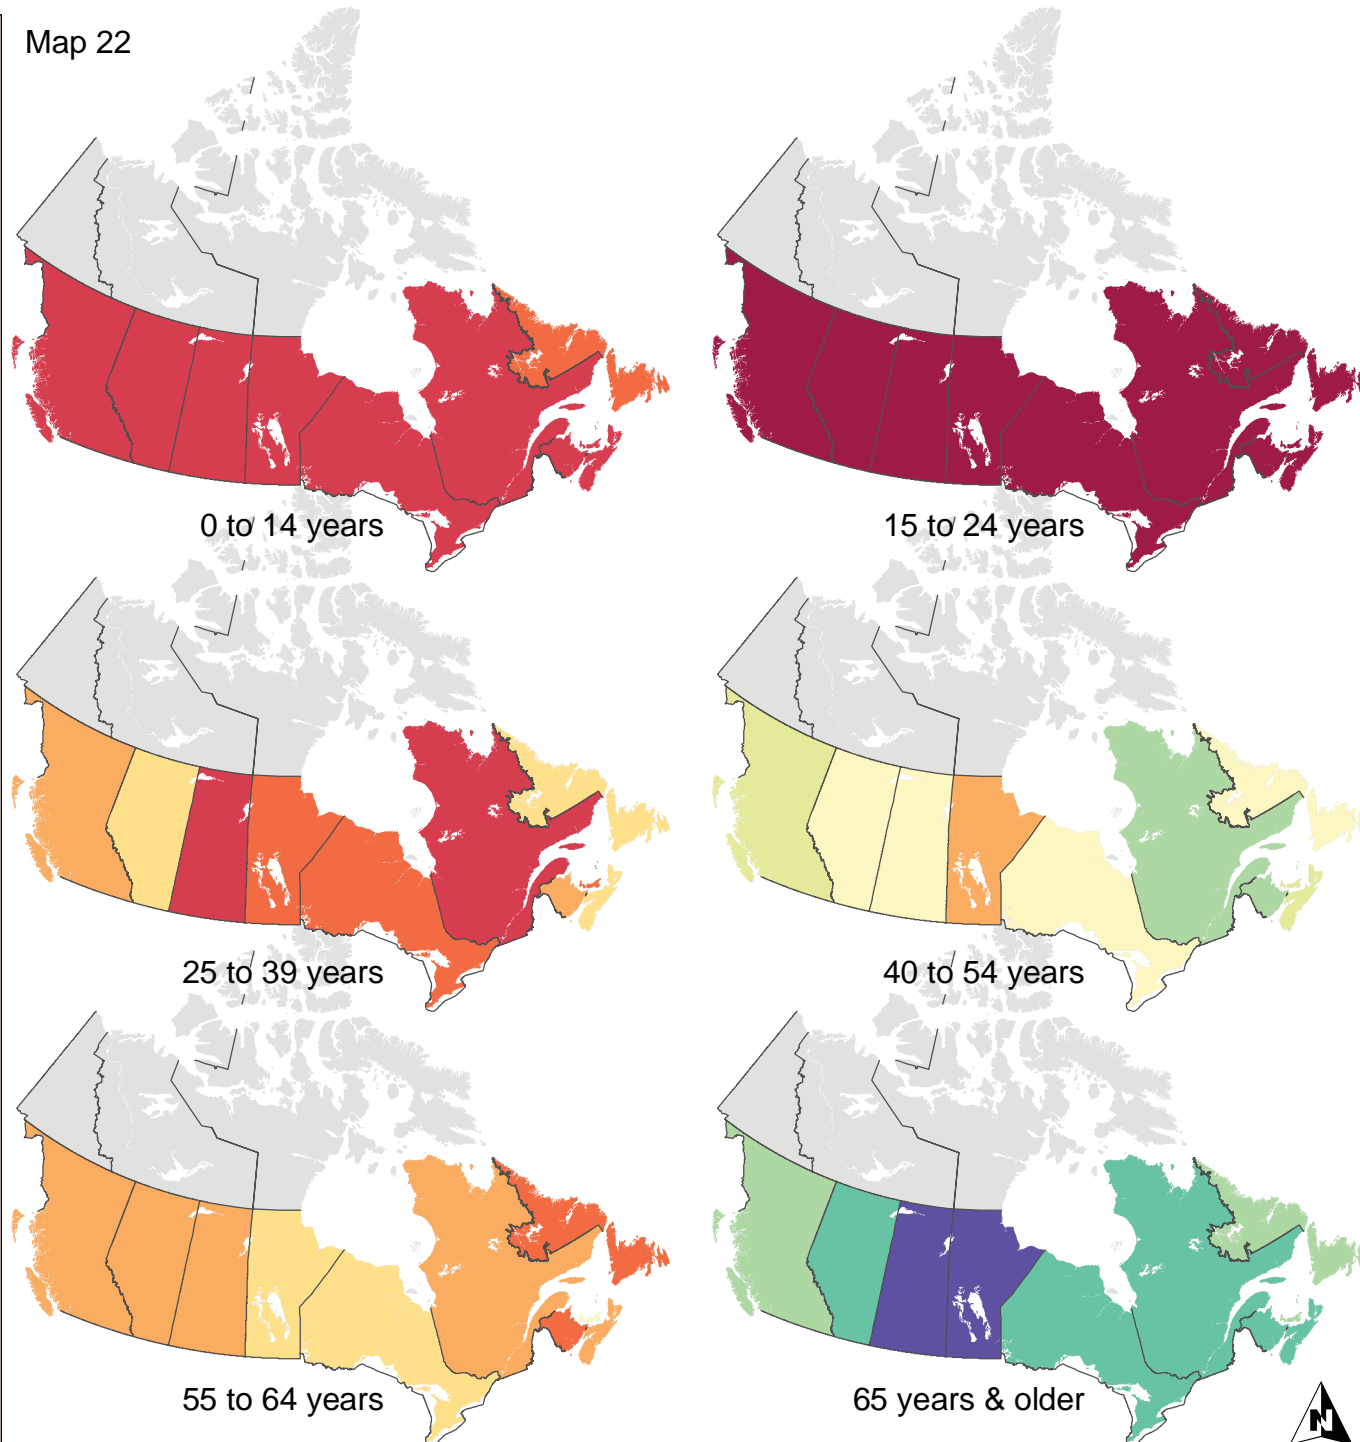 Map 22
0 to 14 years
15 to 24 years
25 to 39 years
40 to 54 years
55 to 64 years
65 years & older
N